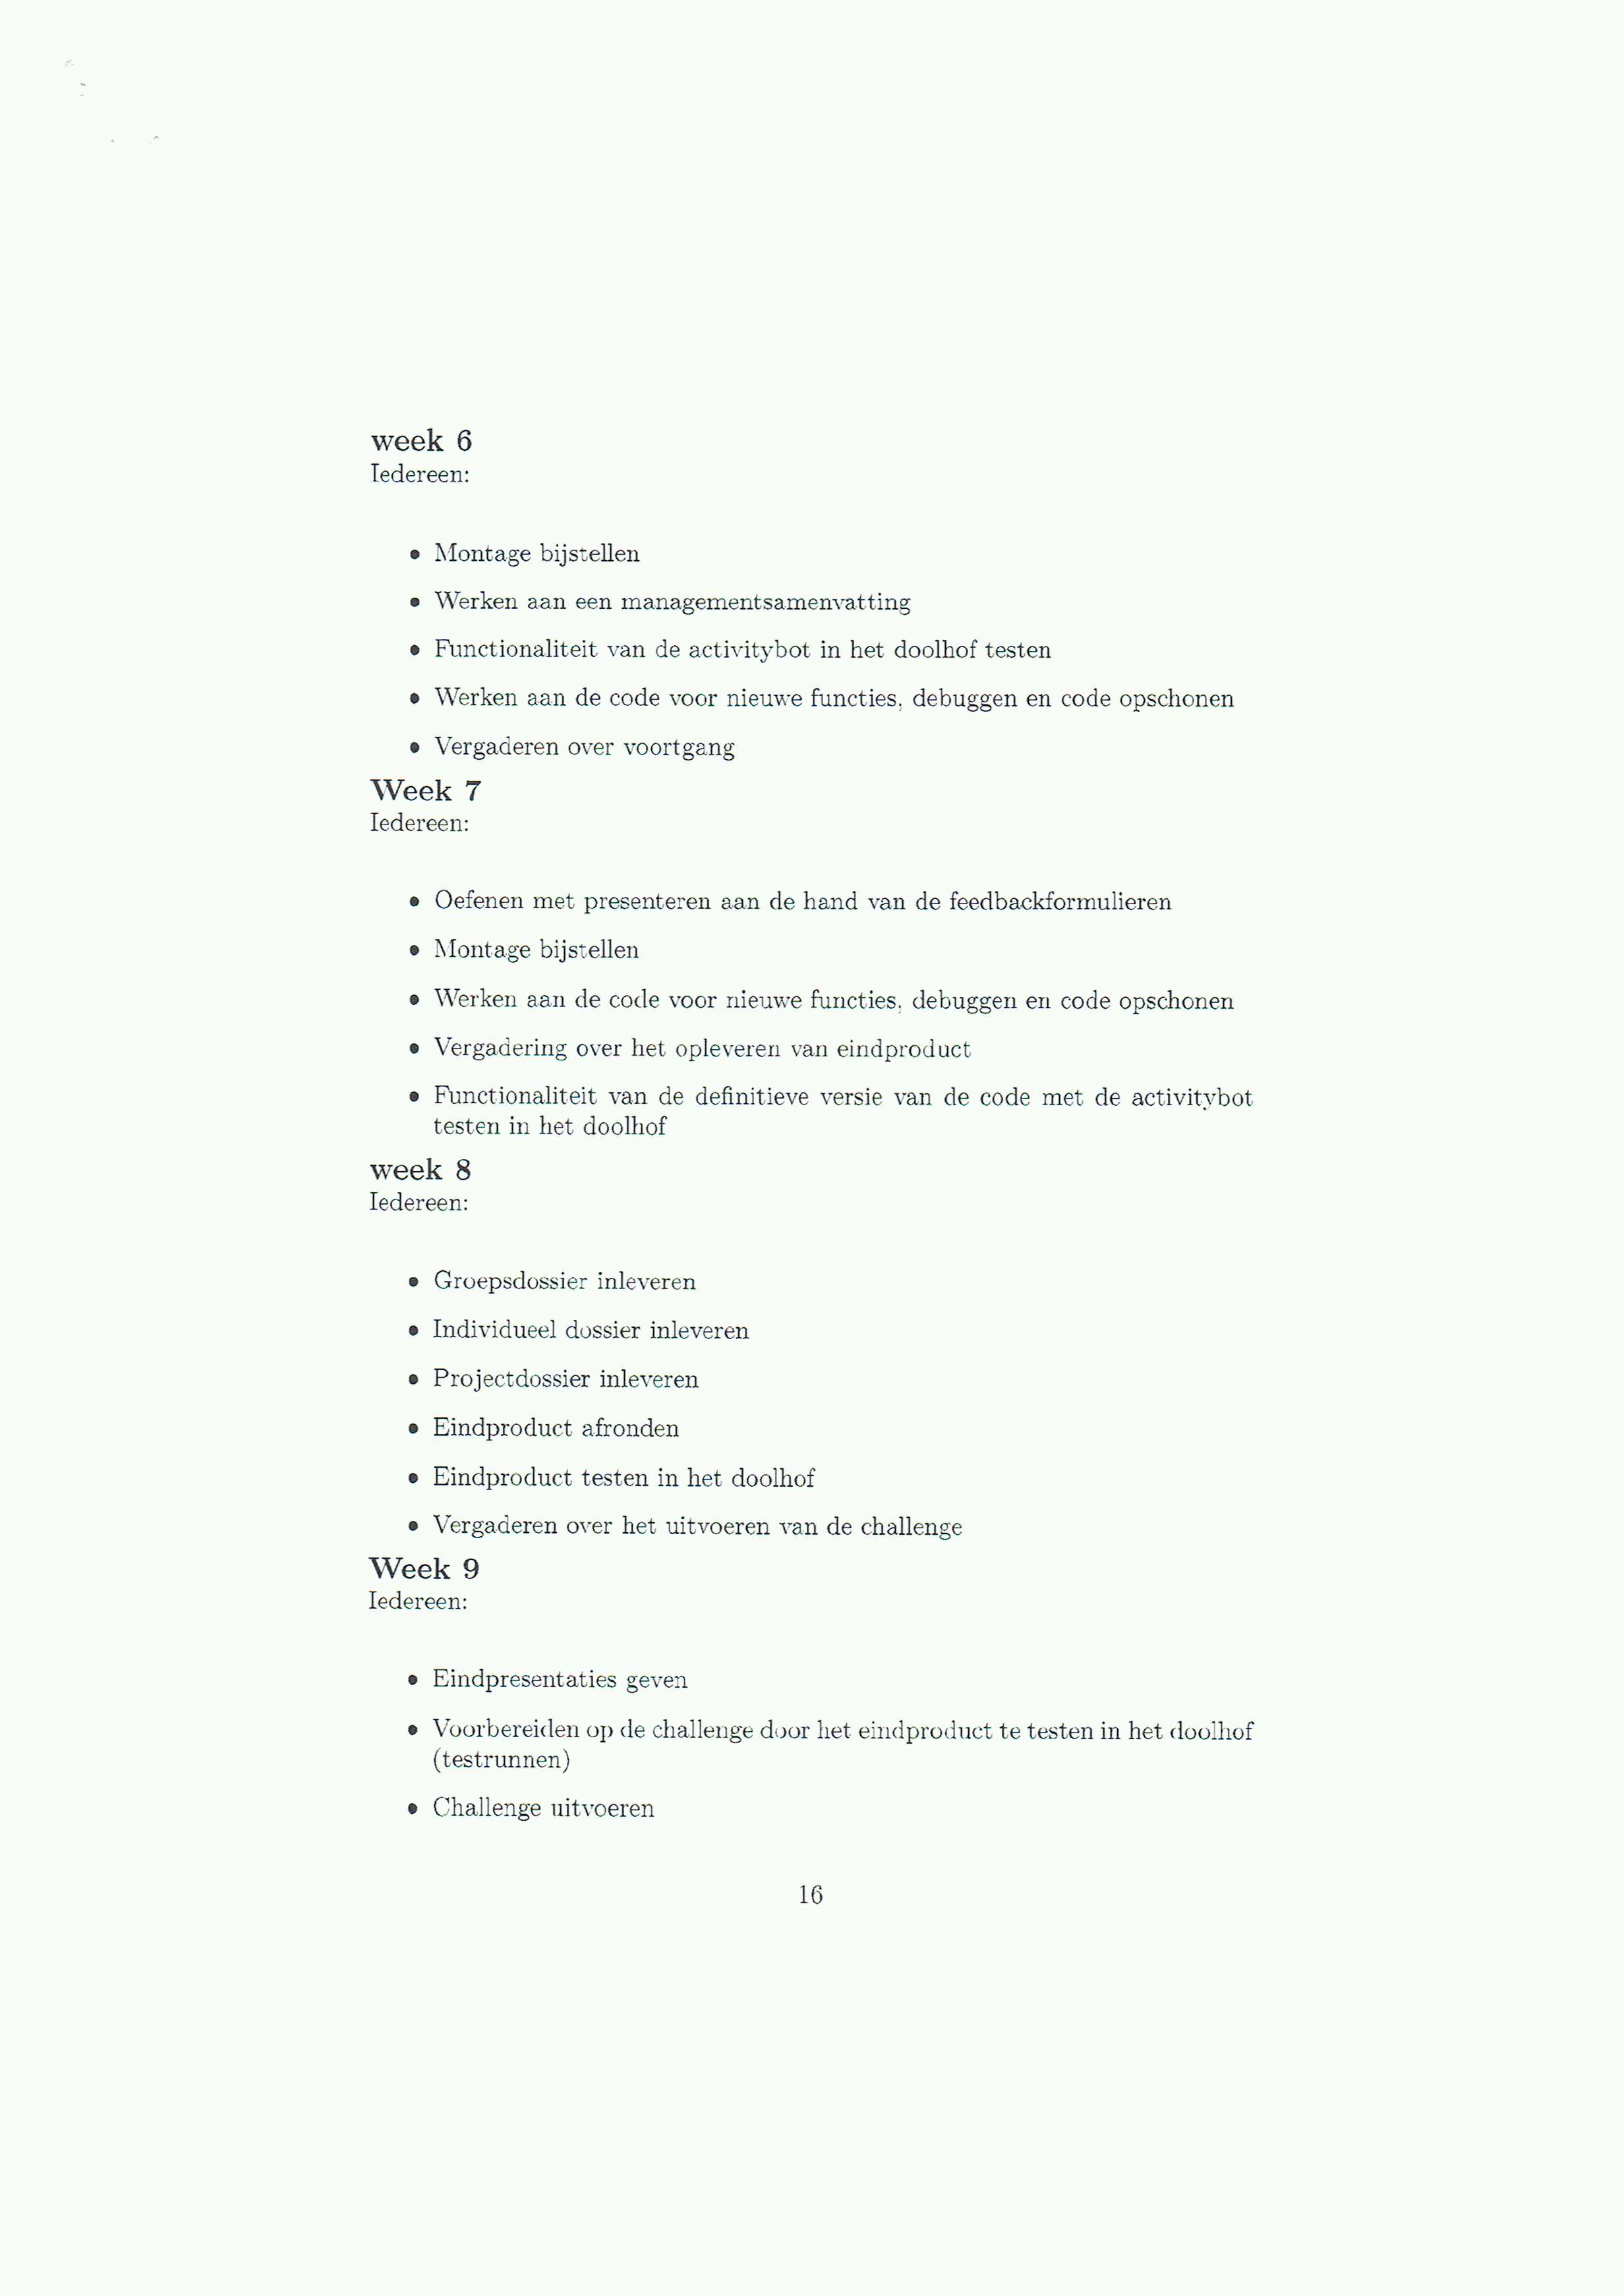 week 6
Iedereen:
• Montage bijstellen
• Werken aan een managementsamenvatting
• Functionaliteit van de activitybot in het doolhof testen
• Werken aan de code voor nieuwe functies, debuggen en code opschonen
• Vergaderen over voortgang
Week 7
Iedereen:
• Oefenen met presenteren aan de hand van de feedbackformulieren
• Montage bijstellen
• Werken aan de code voor nieuwe functies, debuggen en code opschonen
• Vergadering over het opleveren van eindproduct
• Functionaliteit van de definitieve versie van de code met de activitybot
testen in het doolhof
week 8
Iedereen:
• Groepsdossier inleveren
• Individueel dossier inleveren
• Projectdossier inleveren
• Eindproduct afronden
• Eindproduct testen in het doolhof
• Vergaderen over het uitvoeren van de challenge
Week 9
Iedereen:
• Eindpresentaties geven
• Voorbereiden op de challenge door het eindproduct te testen in het doolhof
(testrunnen)
• Challenge uitvoeren
16